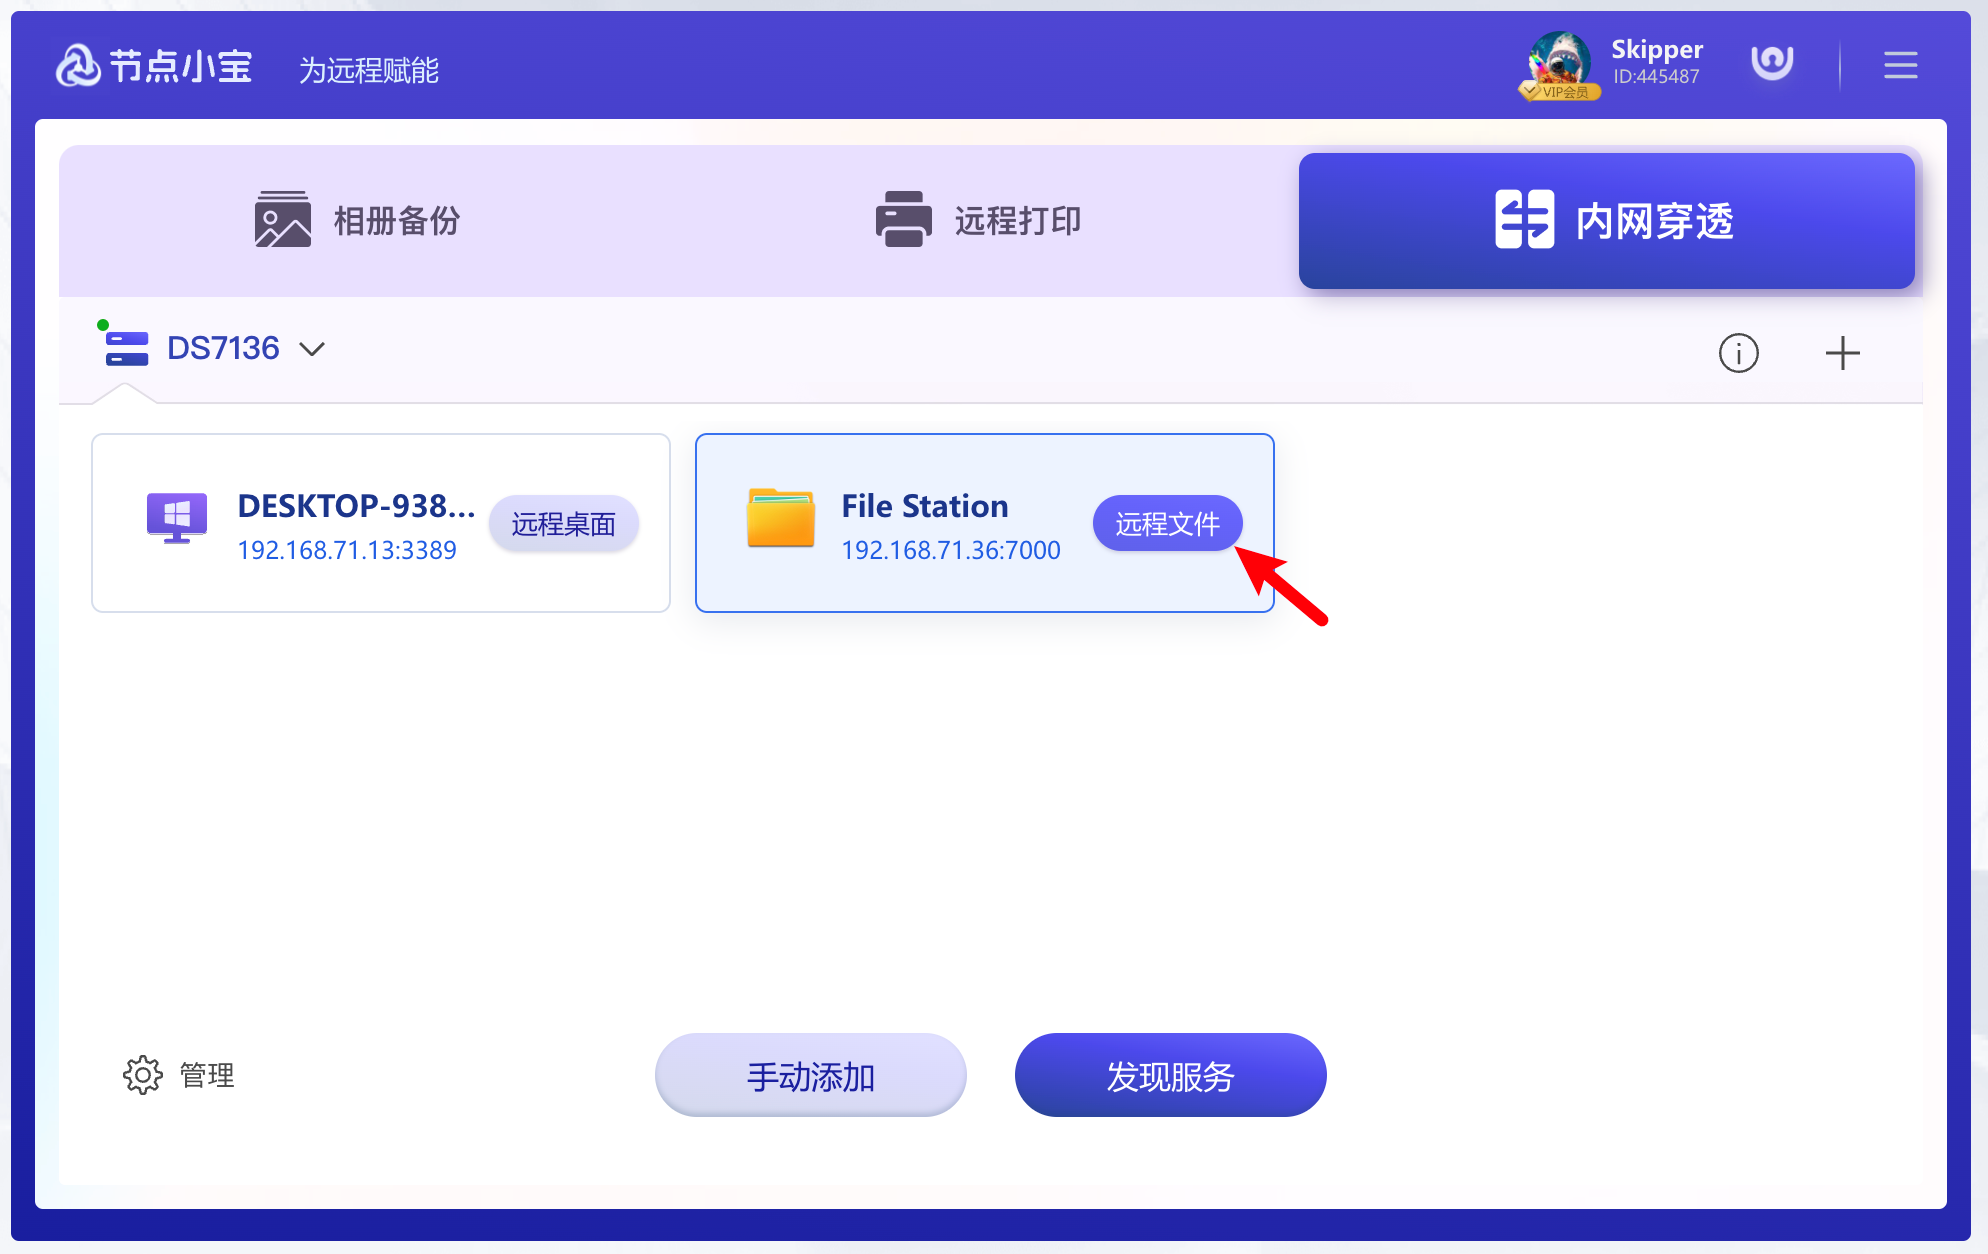 节点小宝
为远程赋能
Skipper
ID:445487
VIP会员
相册备份
远程打印
内网穿透
DS7136
DESKTOP-938...
192.168.71.13:3389
远程桌面
File Station
192.168.71.36:7000
远程文件
管理
手动添加
发现服务